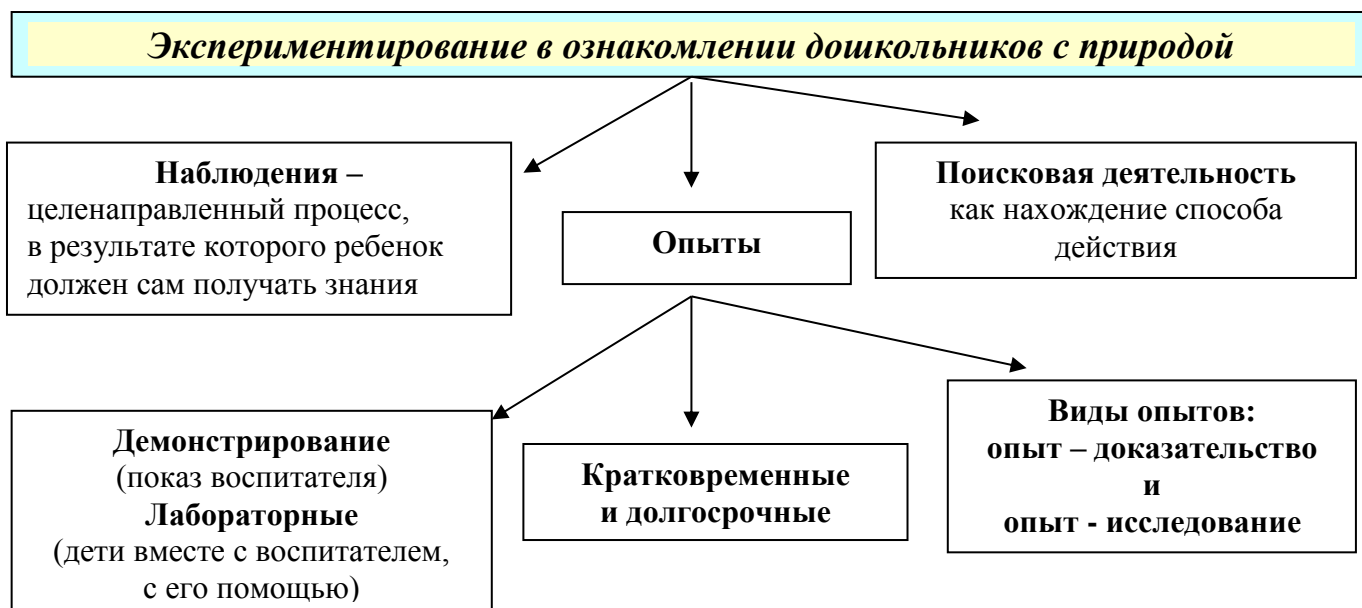 Экспериментирование в ознакомлении дошкольников с природой
Наблюдения –
целенаправленный процесс,
в результате которого ребенок
должен сам получать знания
Опыты
Поисковая деятельность
как нахождение способа
действия
Демонстрирование
(показ воспитателя)
Лабораторные
(дети вместе с воспитателем,
с его помощью)
Кратковременные
и долгосрочные
Виды опытов:
опыт – доказательство
и
опыт - исследование